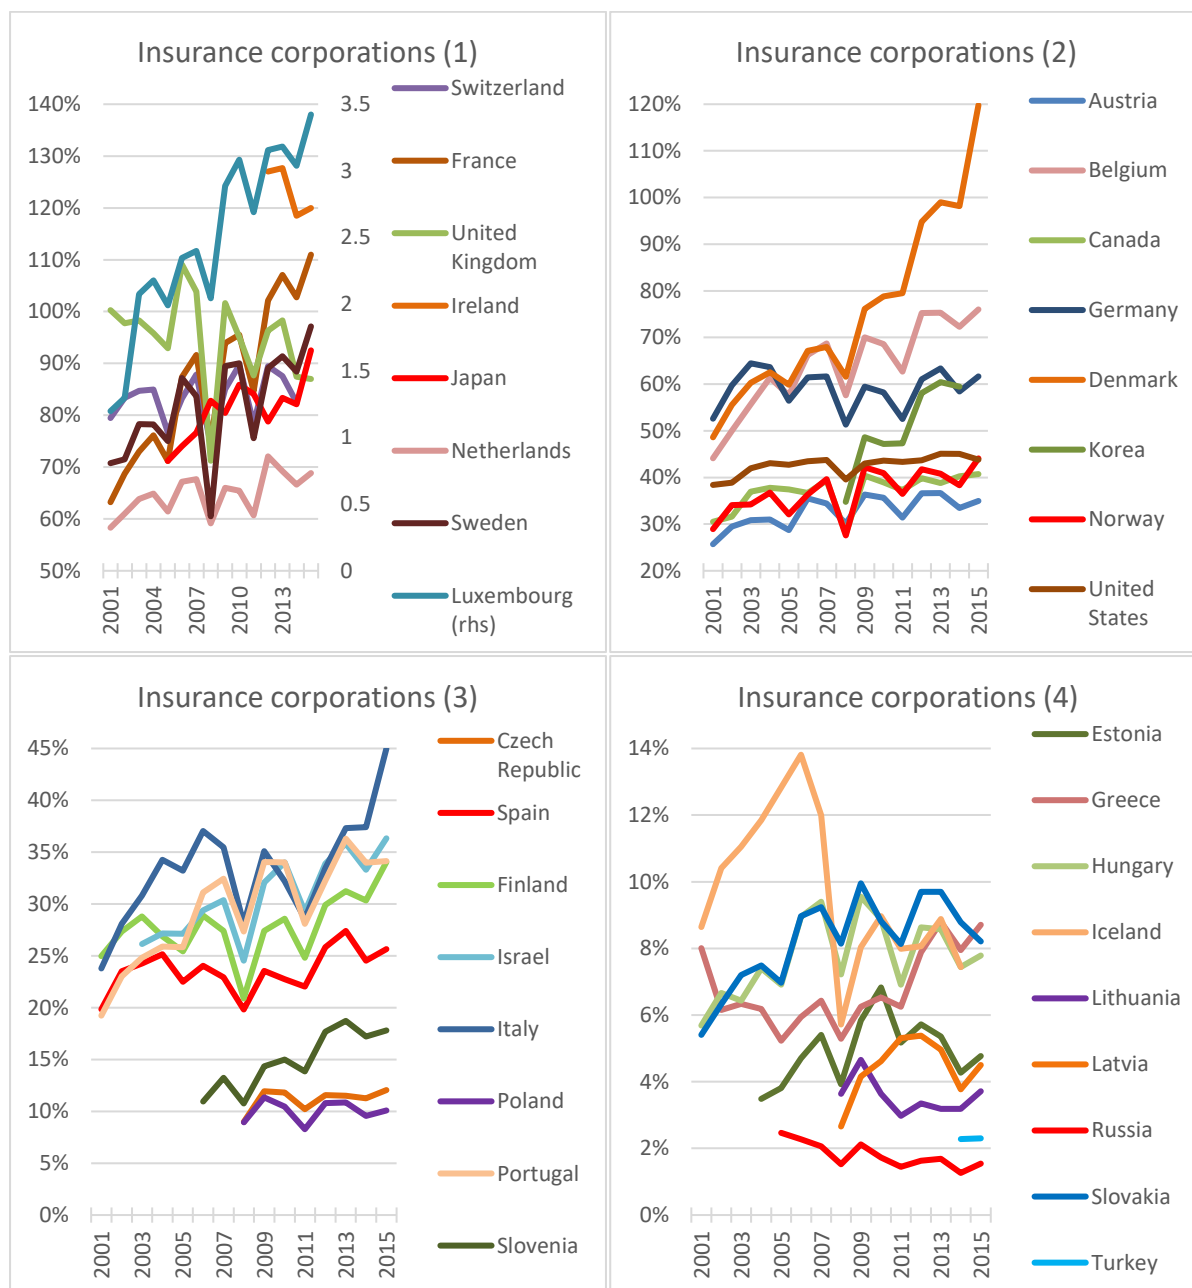 Insurance corporations (1)
140%
130%
120%
110%
100%
90%
80%
70%
60%
50%
3.5
3
2.5
2
1.5
1
0.5
0
2001
2004
2007
2010
2013
Switzerland
France
United
Kingdom
Ireland
Japan
Netherlands
Sweden
Luxembourg
(rhs)
Insurance corporations (2)
120%
110%
100%
90%
80%
70%
60%
50%
40%
30%
20%
2001
2003
2005
2007
2009
2011
2013
2015
Austria
Belgium
Canada
Germany
Denmark
Korea
Norway
United
States
Insurance corporations (3)
45%
40%
35%
30%
25%
20%
15%
10%
5%
0%
2001
2003
2005
2007
2009
2011
2013
2015
Czech
Republic
Spain
Finland
Israel
Italy
Poland
Portugal
Slovenia
Insurance corporations (4)
14%
12%
10%
8%
6%
4%
2%
0%
2001
2003
2005
2007
2009
2011
2013
2015
Estonia
Greece
Hungary
Iceland
Lithuania
Latvia
Russia
Slovakia
Turkey